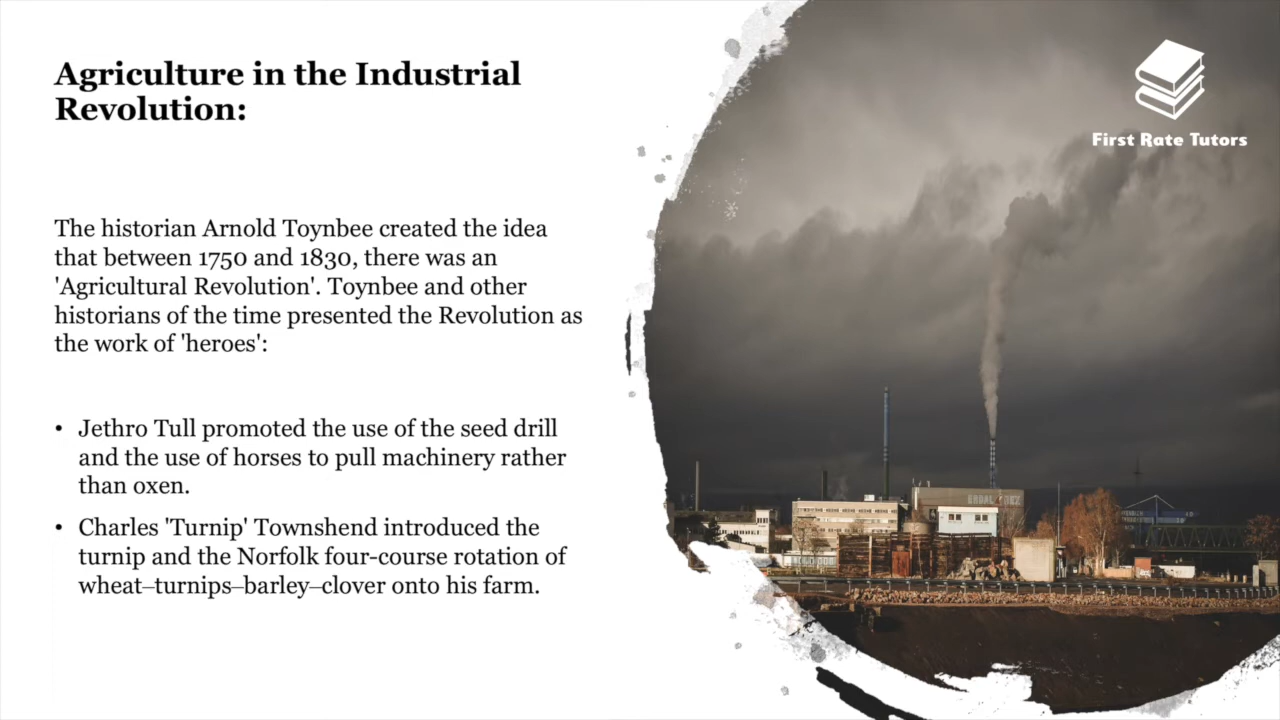 Agriculture in the Industrial
Revolution:
First Rate Tutors
The historian Arnold Toynbee created the idea
that between 1750 and 1830, there was an
'Agricultural Revolution'. Toynbee and other
historians of the time presented the Revolution as
the work of 'heroes':
• Jethro Tull promoted the use of the seed drill
and the use of horses to pull machinery rather
than oxen.
• Charles 'Turnip' Townshend introduced the
turnip and the Norfolk four-course rotation of
wheat–turnips–barley–clover onto his farm.